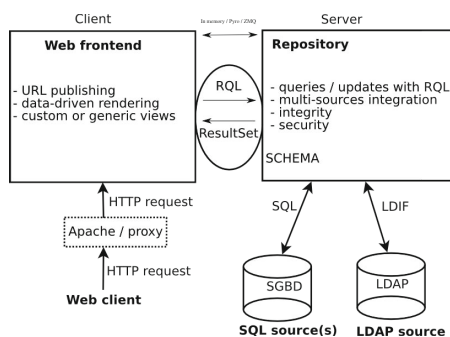 Client
In memory / Pyro / ZMQ
Server
Web frontend
- URL publishing
- data-driven rendering
- custom or generic views
RQL
ResultSet
Repository
- queries / updates with RQL
- multi-sources integration
- integrity
- security
SCHEMA
HTTP request
Apache / proxy
HTTP request
Web client
SQL
LDIF
SGBD
LDAP
SQL source(s)
LDAP source